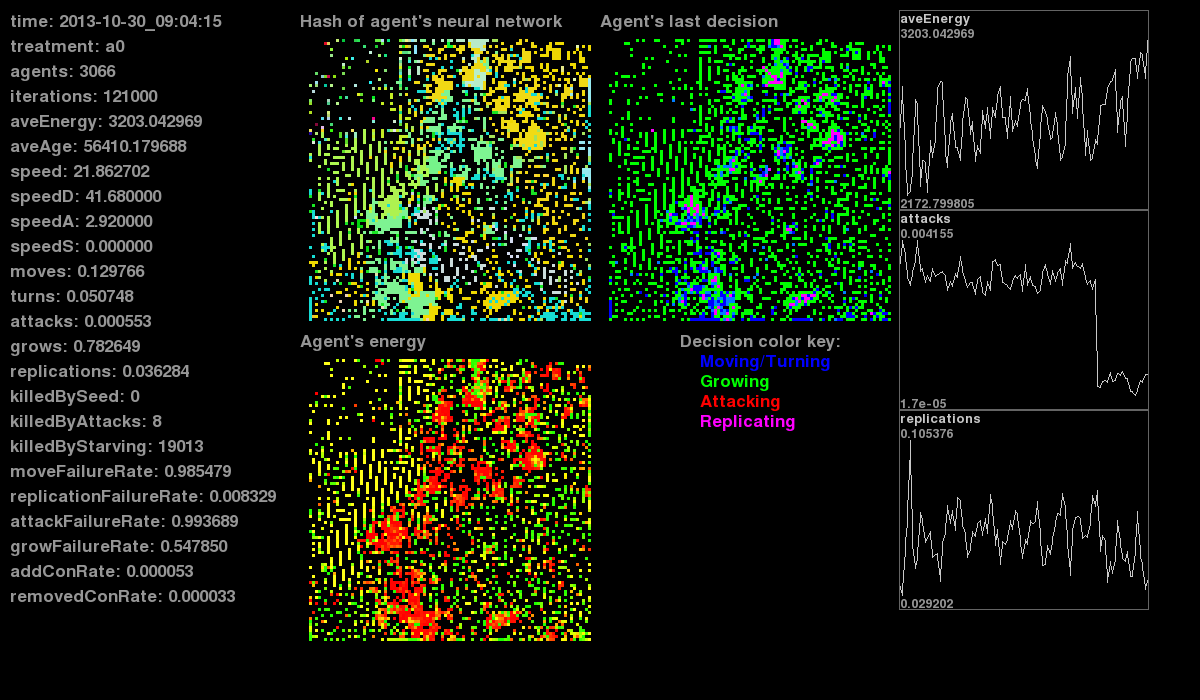 time: 2013-10-30_09:04:15
treatment: a0
agents: 3066
iterations: 121000
aveEnergy: 3203.042969
aveAge: 56410.179688
speed: 21.862702
speedD: 41.680000
speedA: 2.920000
speedS: 0.000000
moves: 0.129766
turns: 0.050748
attacks: 0.000553
grows: 0.782649
replications: 0.036284
killedBySeed: 0
killedByAttacks: 8
killedByStarving: 19013
moveFailureRate: 0.985479
replicationFailureRate: 0.008329
attackFailureRate: 0.993689
growFailureRate: 0.547850
addConRate: 0.000053
removedConRate: 0.000033
Hash of agent's neural network
Agent's last decision
Agent's energy
Decision color key:
Moving/Turning
Growing
Attacking
Replicating
aveEnergy
3203.042969
2172.799805
attacks
0.004155
1.7e-05
replications
0.105376
0.029202